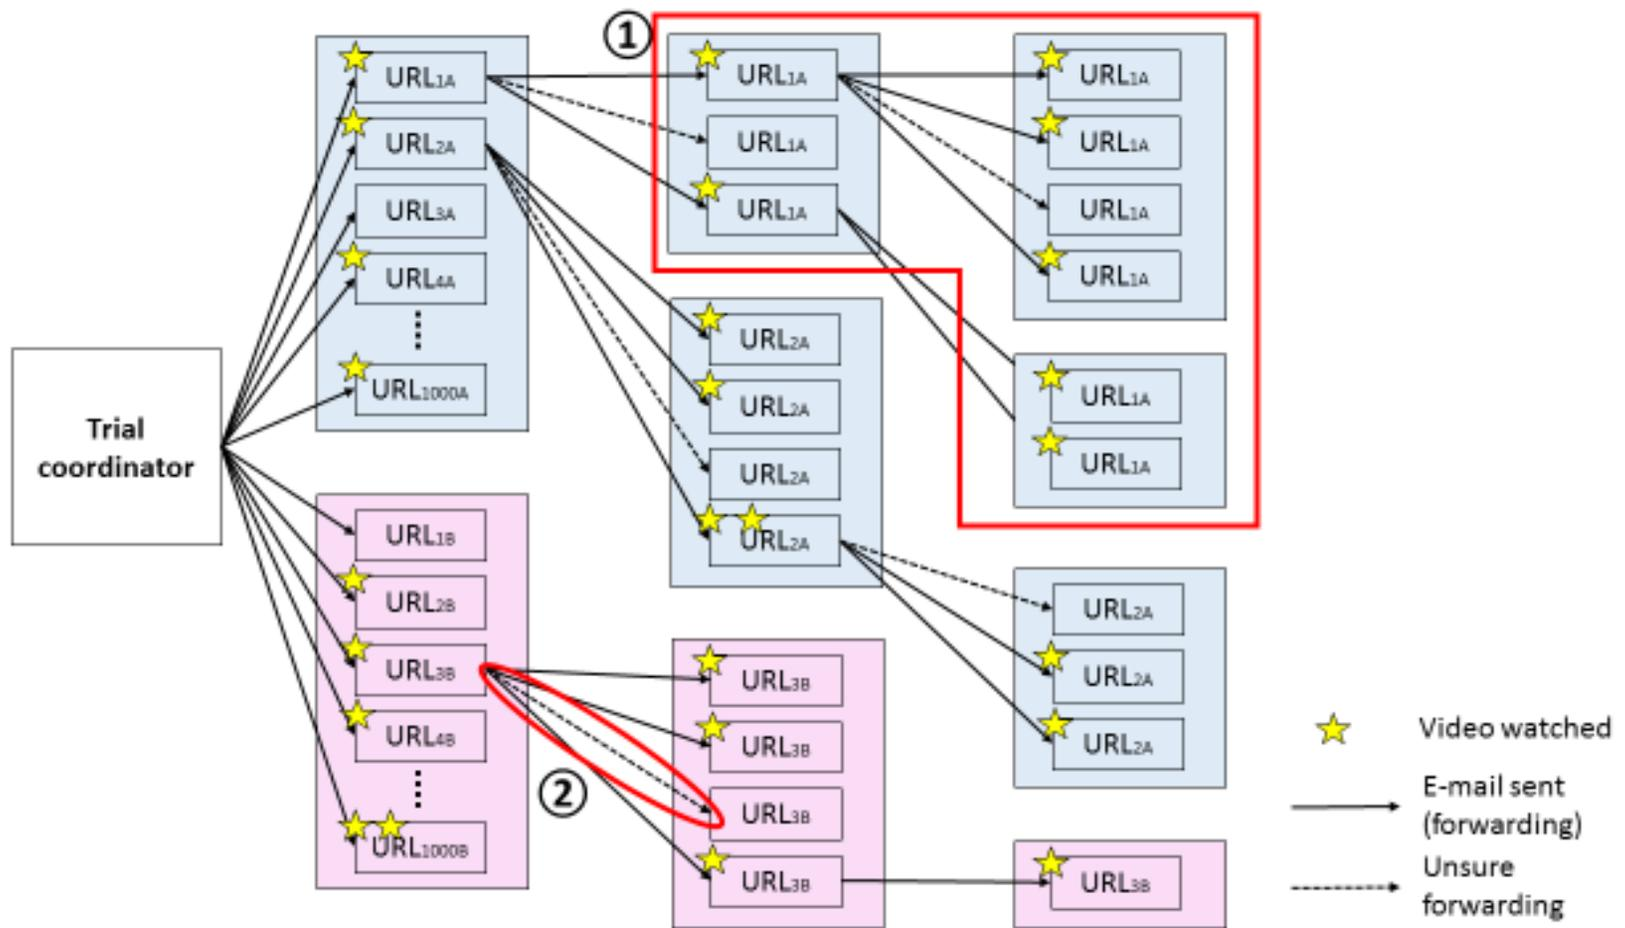 Trial
coordinator
URL1A
URL2A
URL3A
URL4A
URL1000A
URL1B
URL2B
URL3B
URL4B
URL1000B
①
URL1A
URL1A
URL1A
URL2A
URL2A
URL2A
URL2A
②
URL3B
URL3B
URL3B
URL3B
URL1A
URL1A
URL1A
URL1A
URL1A
URL1A
URL2A
URL2A
URL2A
URL3B
Video watched
E-mail sent
(forwarding)
Unsure
forwarding